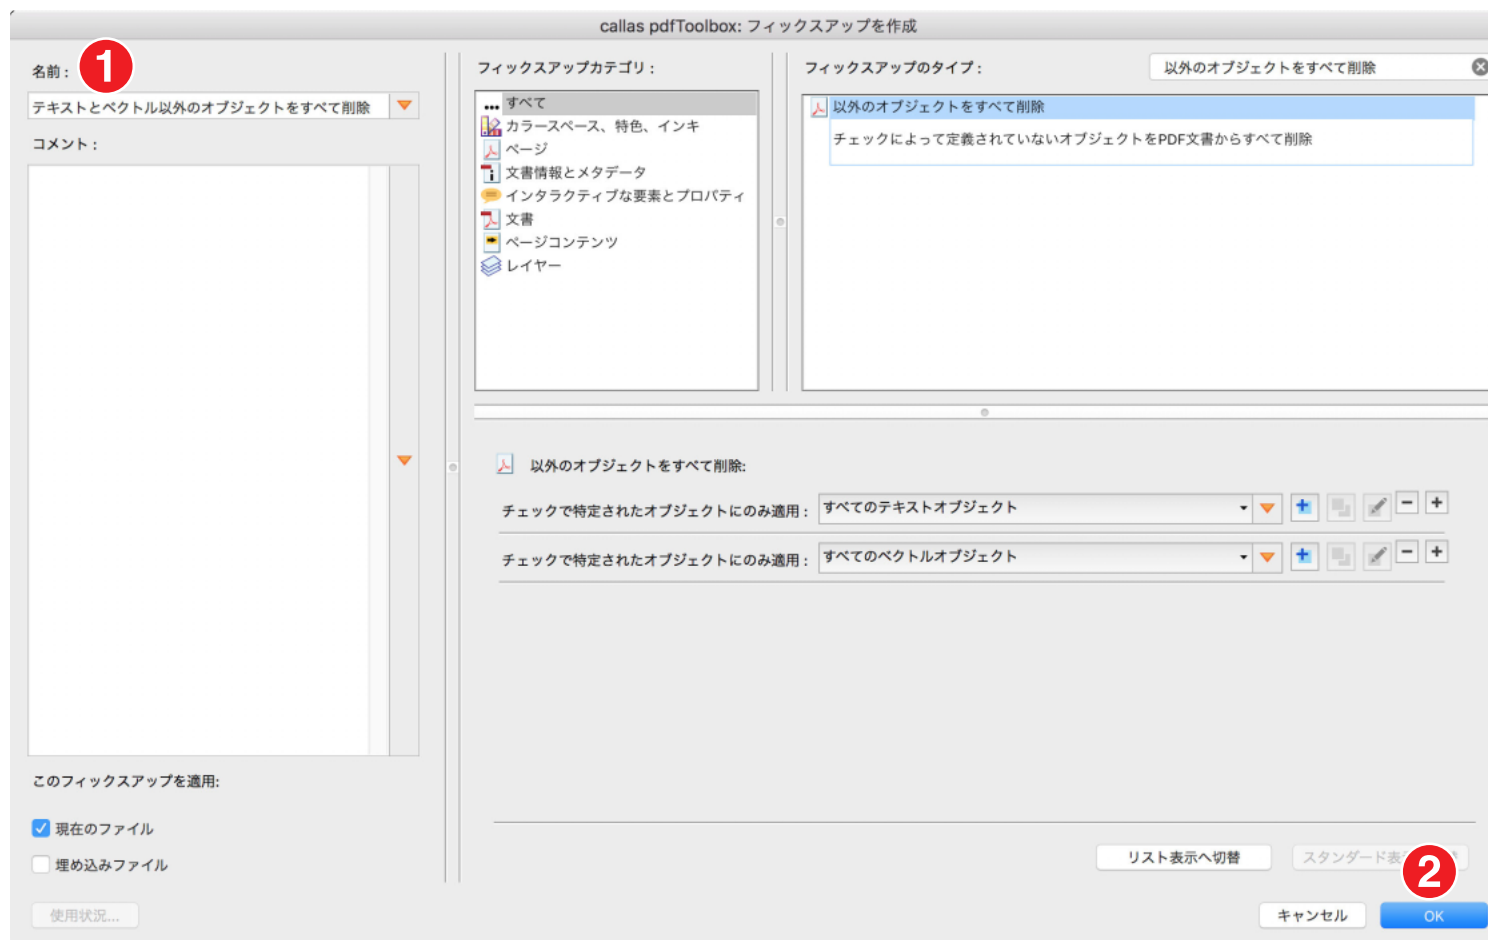 callas pdfToolbox: フィックスアップを作成
名前：
1
テキストとベクトル以外のオブジェクトをすべて削除
コメント：
このフィックスアップを適用:
現在のファイル
埋め込みファイル
使用状況...
フィックスアップカテゴリ：
すべて
カラースペース、特色、インキ
ページ
文書情報とメタデータ
インタラクティブな要素とプロパティ
文書
ページコンテンツ
レイヤー
フィックスアップのタイプ：
以外のオブジェクトをすべて削除
以外のオブジェクトをすべて削除
チェックによって定義されていないオブジェクトをPDF文書からすべて削除
以外のオブジェクトをすべて削除:
チェックで特定されたオブジェクトにのみ適用： すべてのテキストオブジェクト
チェックで特定されたオブジェクトにのみ適用： すべてのベクトルオブジェクト
リスト表示へ切替
スタンダード表
2
キャンセル
OK